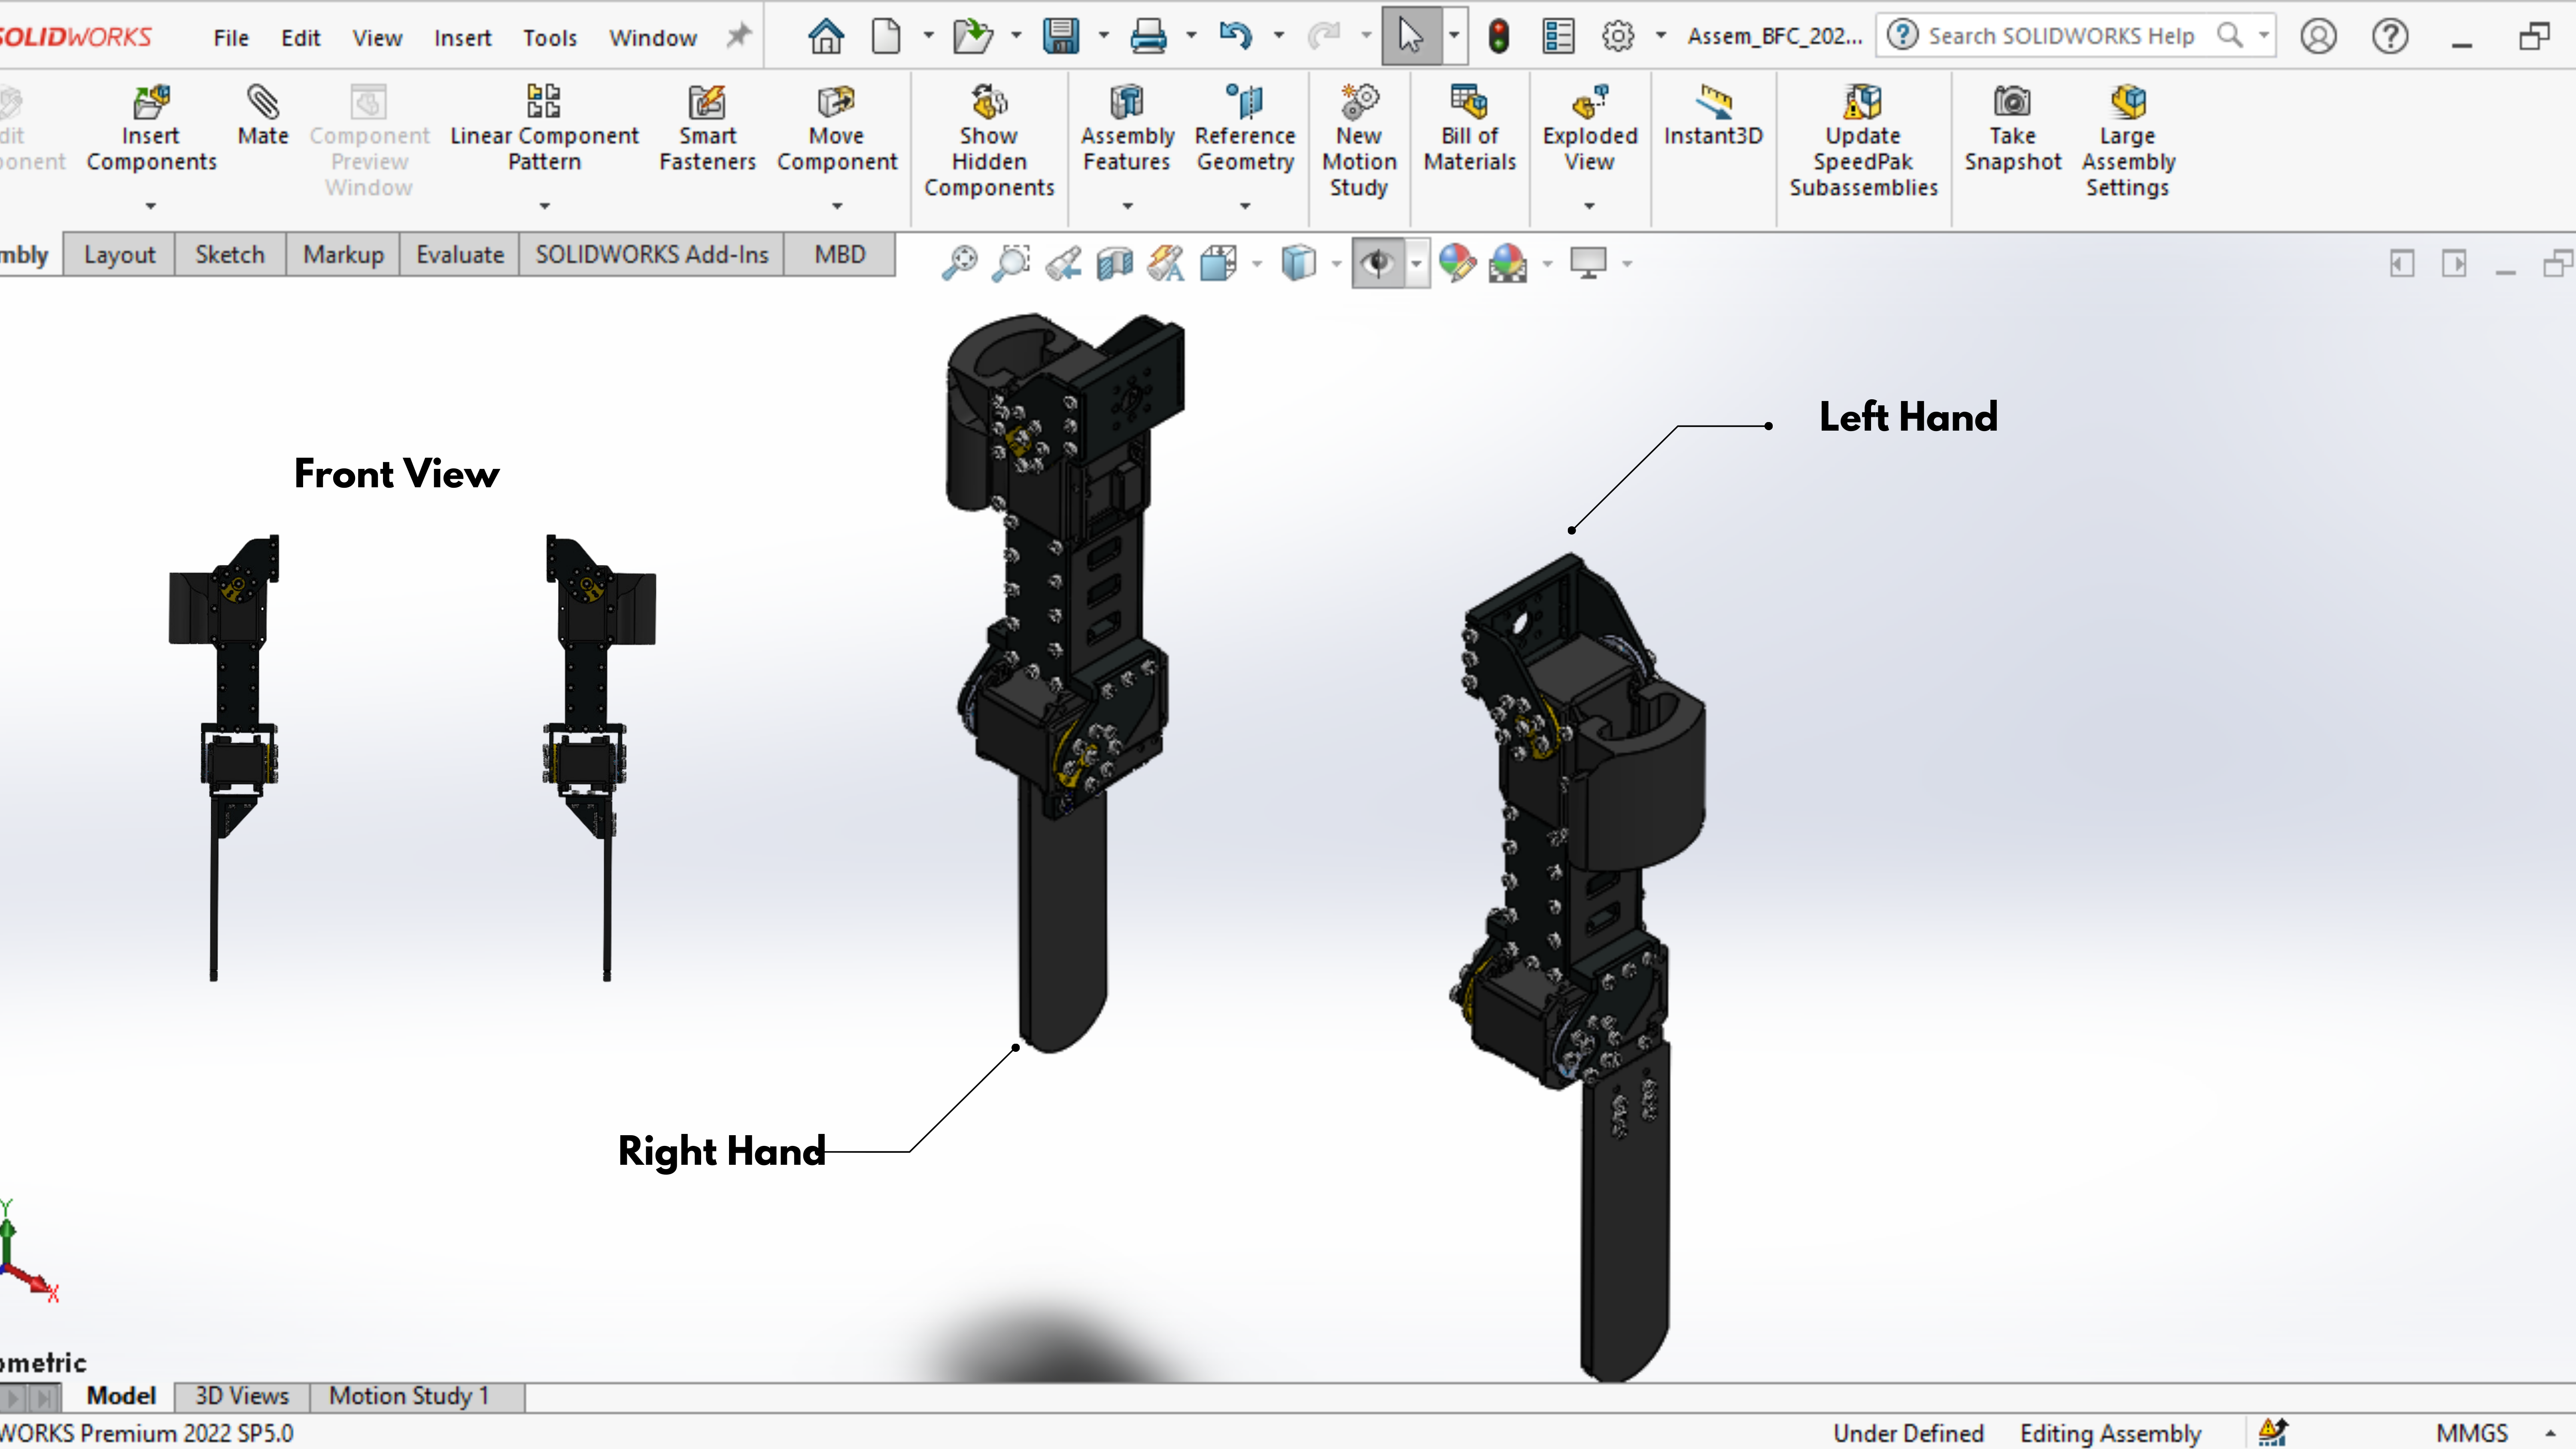 SOLIDWORKS File Edit View Insert Tools Window Assem_BFC_202... Search SOLIDWORKS Help
dit
ponent
Insert
Components
Mate
Component
Preview
Window
Linear Component
Pattern
Smart
Fasteners
Move
Component
Show
Hidden
Components
Assembly
Features
Reference
Geometry
New
Motion
Study
Bill of
Materials
Exploded
View
Instant3D
Update
SpeedPak
Subassemblies
Take
Snapshot
Large
Assembly
Settings
mbly Layout Sketch Markup Evaluate SOLIDWORKS Add-Ins MBD
Left Hand
Front View
Right Hand
Y
X
ometric
Model 3D Views Motion Study 1
WORKS Premium 2022 SP5.0 Under Defined Editing Assembly MMGS